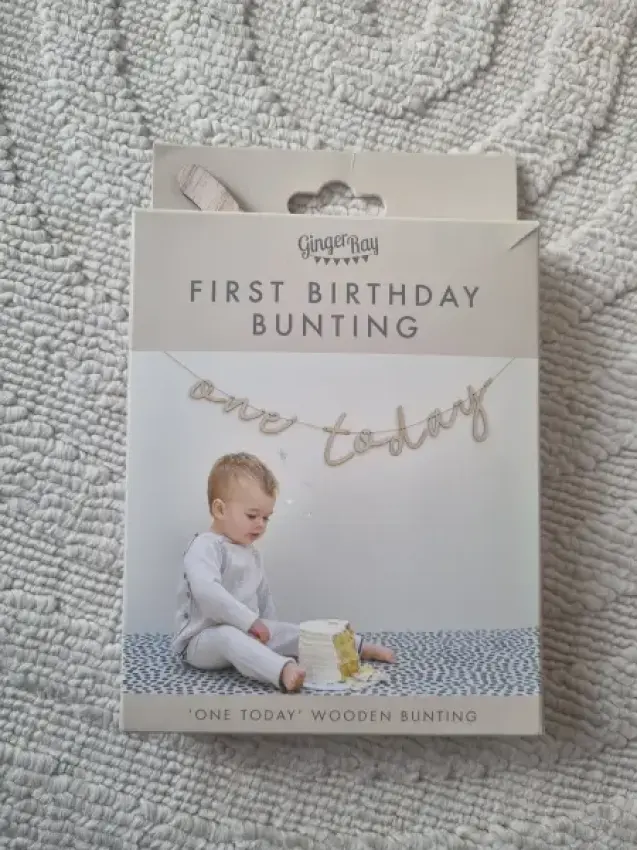 Ginger Ray
FIRST BIRTHDAY
BUNTING
one today
'ONE TODAY' WOODEN BUNTING